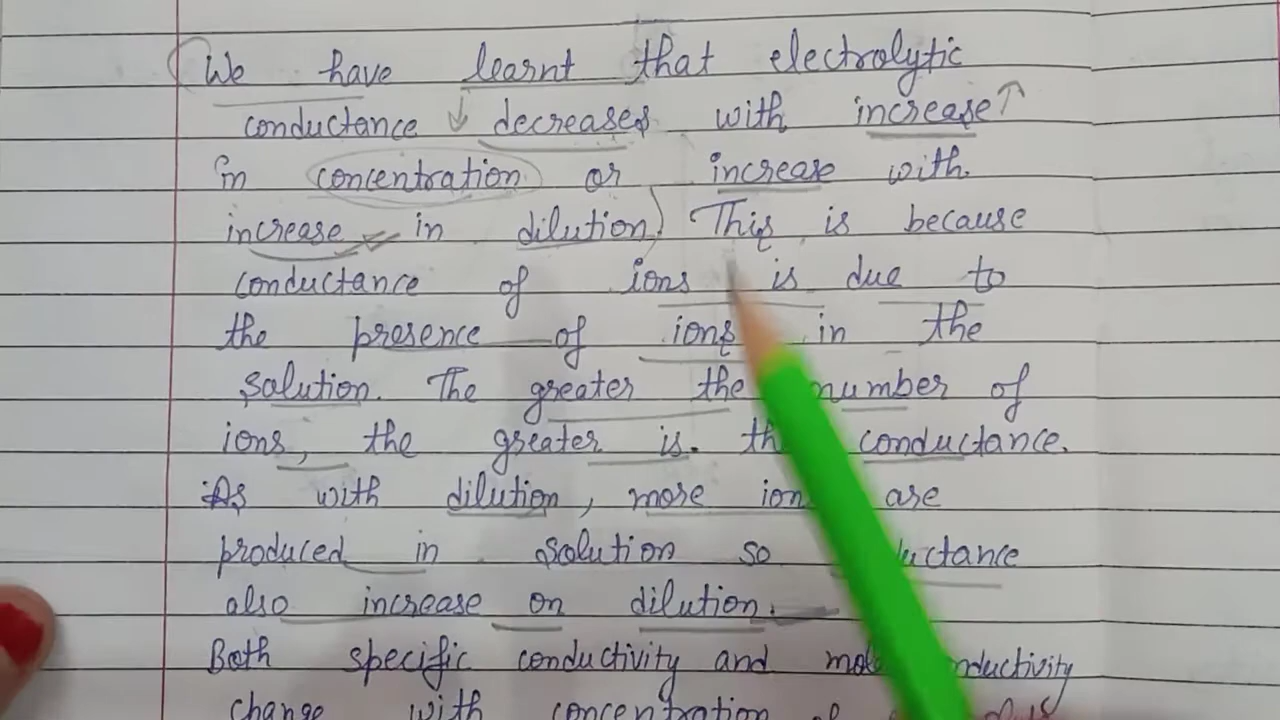 We have learnt that electrolytic
conductance ↓ decreases with increase ↑
in concentration or increase with
increase in dilution. This is because
conductance of ions is due to
the presence of ions in the
solution. The greater the number of
ions, the greater is. conductance.
As with dilution, more are
produced in solution so
also increase on dilution.
Both specific conductivity and
change with concentration of